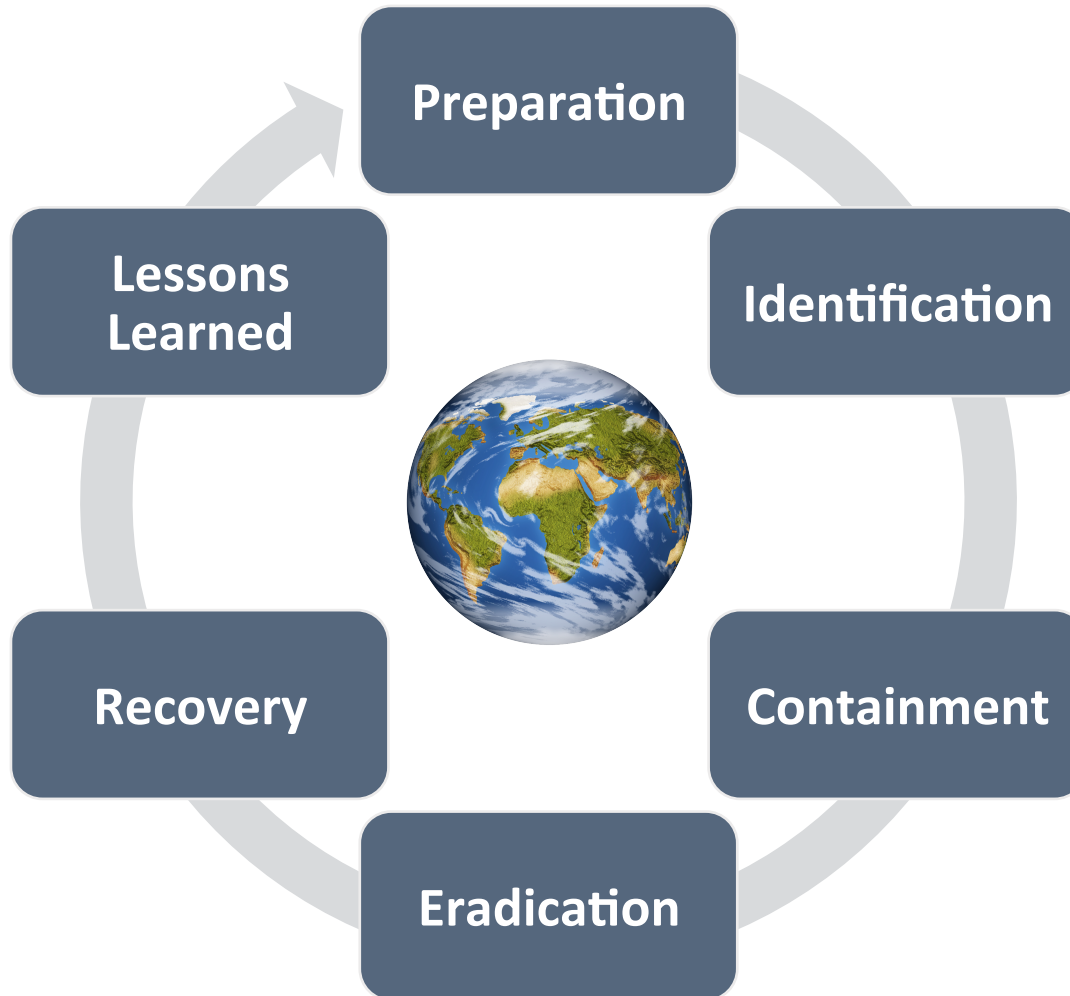 Preparation
Identification
Containment
Eradication
Recovery
Lessons
Learned